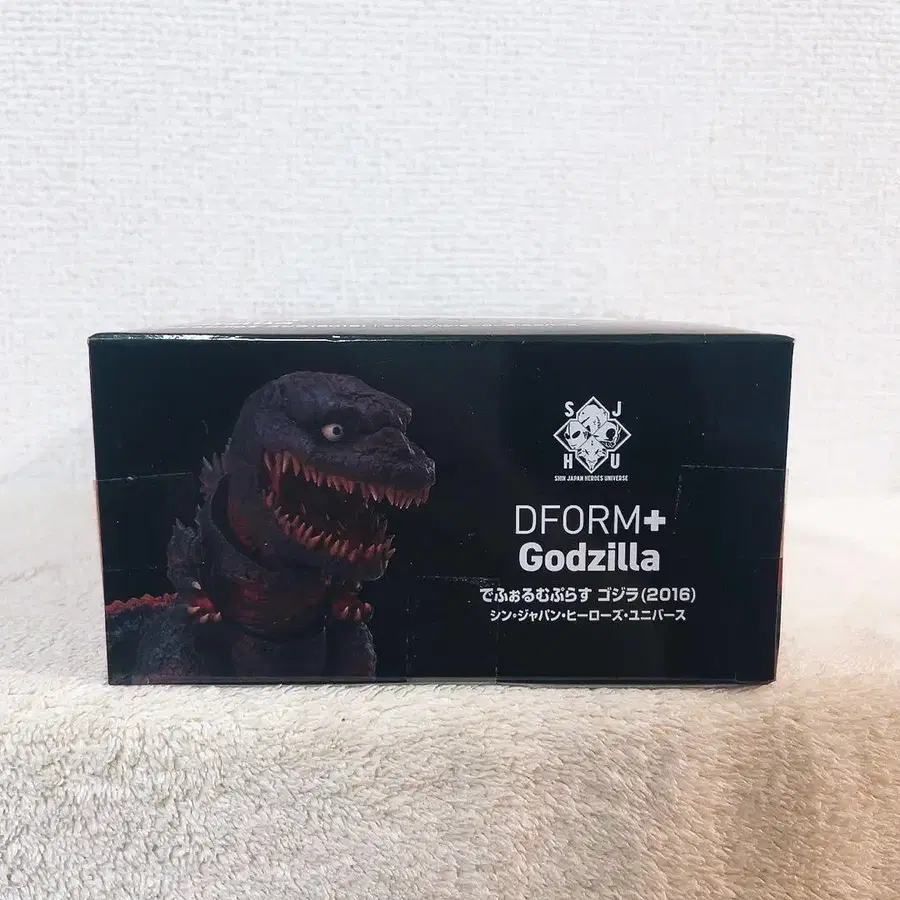 S J
H U
SHIN JAPAN HEROES UNIVERSE
DFORM+
Godzilla
でふぉるむぷらす ゴジラ(2016)
シン・ジャパン・ヒーローズ・ユニバース